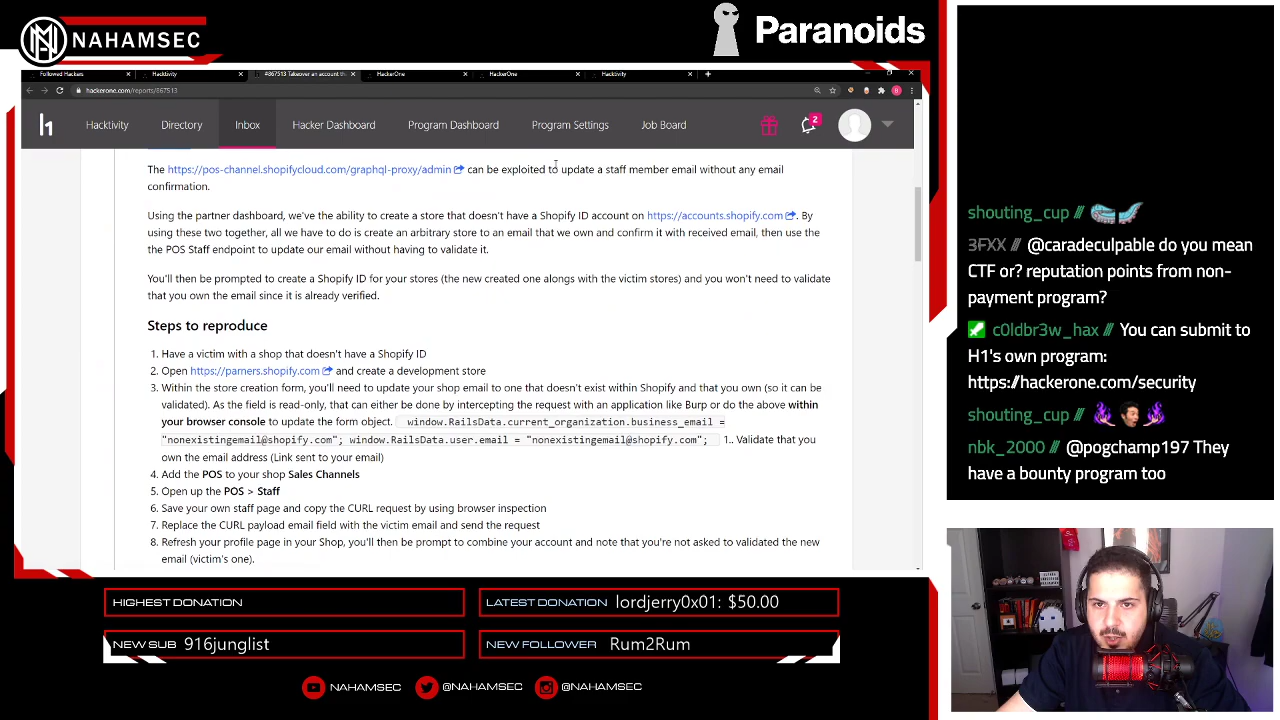 NAHAMSEC
Paranoids
Followed Hackers
Hacktivity
#867513 Takeover an account th
HackerOne
HackerOne
Hacktivity
hackerone.com/reports/867513
h1
Hacktivity
Directory
Inbox
Hacker Dashboard
Program Dashboard
Program Settings
Job Board
2
The https://pos-channel.shopifycloud.com/graphql-proxy/admin can be exploited to update a staff member email without any email
confirmation.
Using the partner dashboard, we've the ability to create a store that doesn't have a Shopify ID account on https://accounts.shopify.com . By
using these two together, all we have to do is create an arbitrary store to an email that we own and confirm it with received email, then use the
the POS Staff endpoint to update our email without having to validate it.
You'll then be prompted to create a Shopify ID for your stores (the new created one alongs with the victim stores) and you won't need to validate
that you own the email since it is already verified.
Steps to reproduce
1. Have a victim with a shop that doesn't have a Shopify ID
2. Open https://parners.shopify.com and create a development store
3. Within the store creation form, you'll need to update your shop email to one that doesn't exist within Shopify and that you own (so it can be
validated). As the field is read-only, that can either be done by intercepting the request with an application like Burp or do the above within
your browser console to update the form object. window.RailsData.current_organization.business_email =
"nonexistingemail@shopify.com"; window.RailsData.user.email = "nonexistingemail@shopify.com"; 1.. Validate that you
own the email address (Link sent to your email)
4. Add the POS to your shop Sales Channels
5. Open up the POS > Staff
6. Save your own staff page and copy the CURL request by using browser inspection
7. Replace the CURL payload email field with the victim email and send the request
8. Refresh your profile page in your Shop, you'll then be prompt to combine your account and note that you're not asked to validated the new
email (victim's one).
shouting_cup //
3FXX // @caradeculpable do you mean
CTF or? reputation points from non-
payment program?
c0ldbr3w_hax // You can submit to
H1's own program:
https://hackerone.com/security
shouting_cup //
nbk_2000 // @pogchamp197 They
have a bounty program too
HIGHEST DONATION
LATEST DONATION lordjerry0x01: $50.00
NEW SUB 916junglist
NEW FOLLOWER Rum2Rum
NAHAMSEC
@NAHAMSEC
@NAHAMSEC